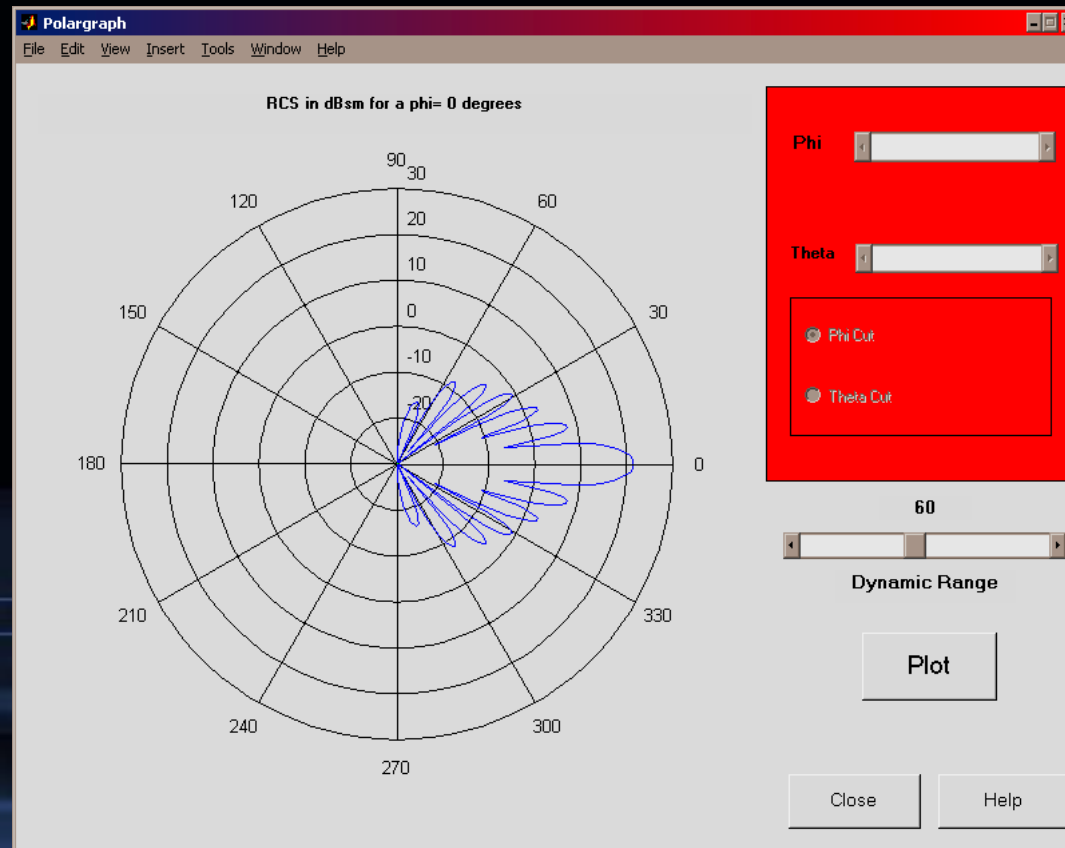 Polargraph
File Edit View Insert Tools Window Help
RCS in dBsm for a phi= 0 degrees
90
30
120
60
20
10
150
30
0
-10
-20
180
0
210
330
240
300
270
Phi
Theta
Phi Cut
Theta Cut
60
Dynamic Range
Plot
Close
Help